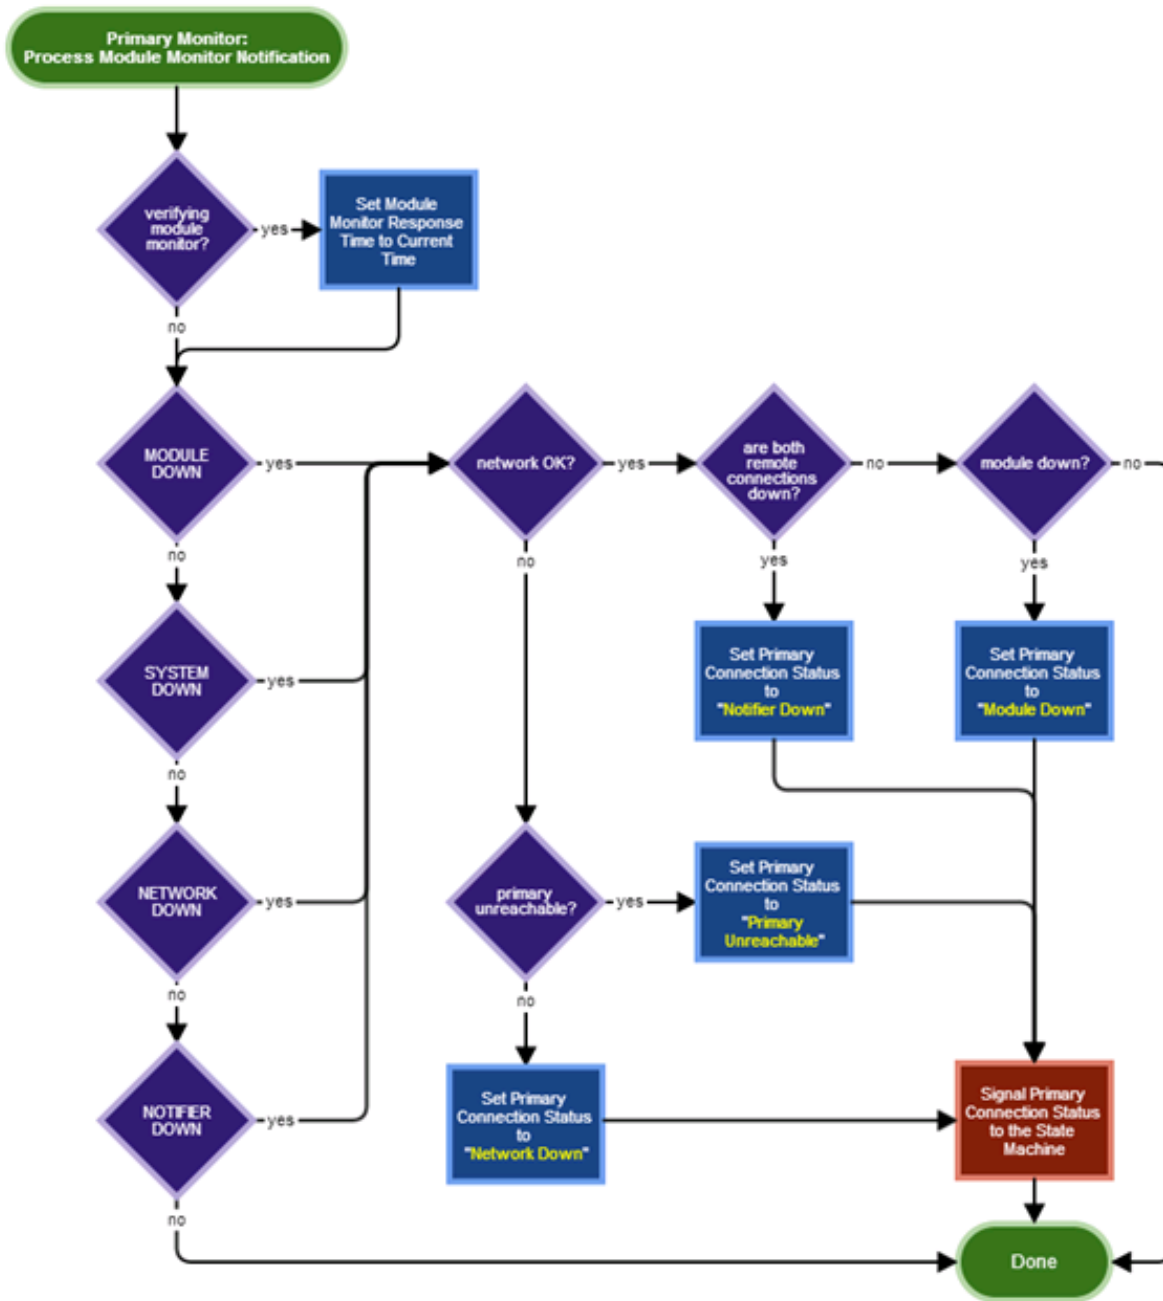 Primary Monitor:
Process Module Monitor Notification
verifying
module
monitor?
yes
Set Module
Monitor Response
Time to Current
Time
no
MODULE
DOWN
yes
network OK?
yes
are both
remote
connections
down?
no
module down?
no
no
no
yes
yes
SYSTEM
DOWN
yes
Set Primary
Connection Status
to
"Notifier Down"
Set Primary
Connection Status
to
"Module Down"
no
NETWORK
DOWN
yes
primary
unreachable?
yes
Set Primary
Connection Status
to
"Primary
Unreachable"
no
no
NOTIFIER
DOWN
yes
Set Primary
Connection Status
to
"Network Down"
Signal Primary
Connection Status
to the State
Machine
no
Done